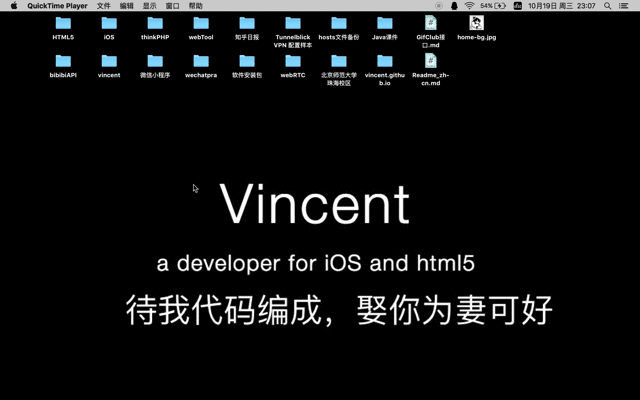 QuickTime Player 文件 编辑 显示 窗口 帮助 54% 10月19日 周三 23:07
HTML5 iOS thinkPHP webTool 知乎日报 Tunnelblick VPN 配置样本 hosts文件备份 Java课件 GifClub接口.md home-bg.jpg
bibibiAPI vincent 微信小程序 wechatpra 软件安装包 webRTC 北京师范大学珠海校区 vincent.github.io Readme_zh-cn.md
Vincent
a developer for iOS and html5
待我代码编成，娶你为妻可好